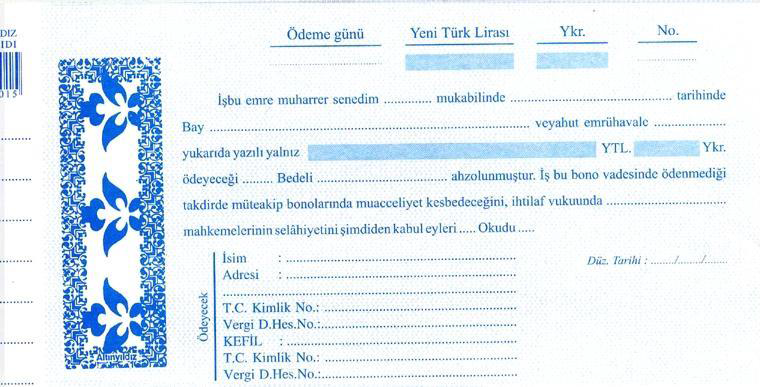 DIZ
IDI
015
Ödeme günü Yeni Türk Lirası Ykr. No.
İşbu emre muharrer senedim ............ mukabilinde ........................................ tarihinde
Bay ................................................................................ veyahut emrühavale ..................
yukarıda yazılı yalnız YTL. Ykr.
ödeyeceği ......... Bedeli ................................. ahzolunmuştur. İş bu bono vadesinde ödenmediği
takdirde müteakip bonolarında muacceliyet kesbedeceğini, ihtilaf vukuunda ..............................
mahkemelerinin selâhiyetini şimdiden kabul eyleri ..... Okudu .....
Ödeyecek
İsim : ............................................................
Düz. Tarihi : ......../......../........
Adresi : ............................................................
T.C. Kimlik No.: ..................................................
Vergi D.Hes.No.:..................................................
KEFİL : ............................................................
T.C. Kimlik No.: ..................................................
Vergi D.Hes.No.:..................................................
Altınyıldız